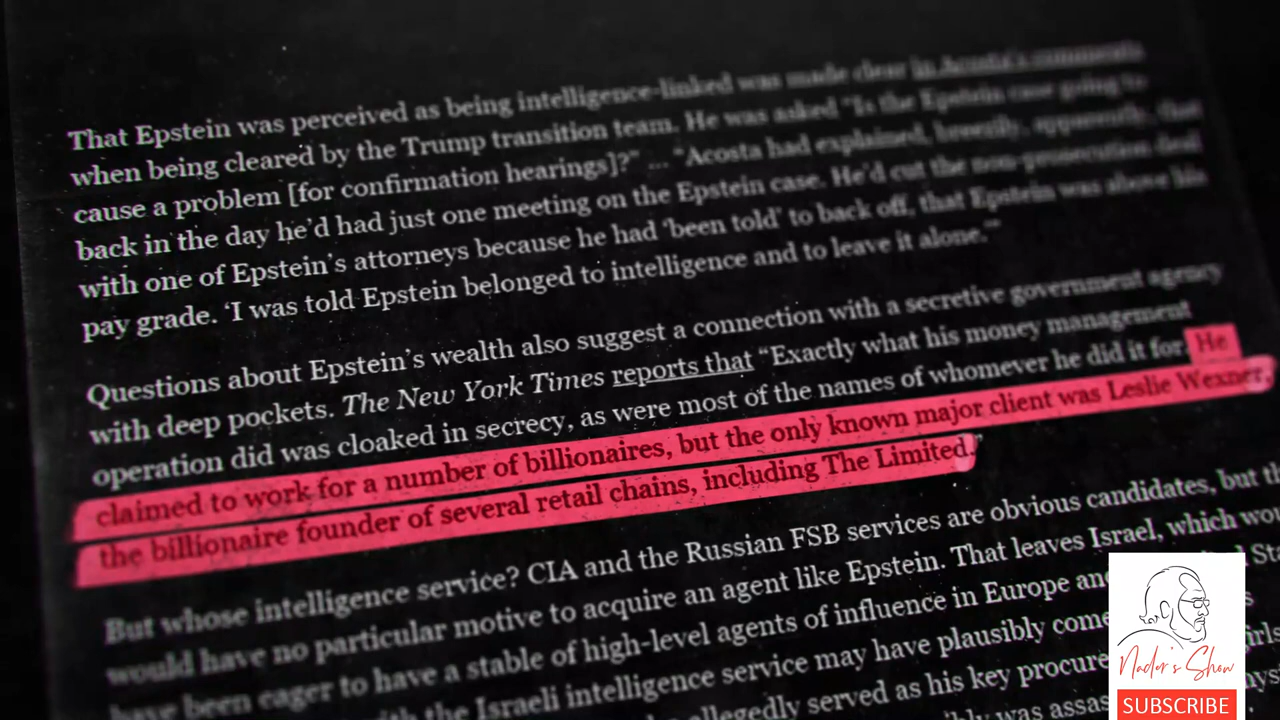 That Epstein was perceived as being intelligence-linked was made clear in Acosta's comments
when being cleared by the Trump transition team. He was asked "Is the Epstein case going to
cause a problem [for confirmation hearings]?" ... "Acosta had explained, breezily, apparently, that
back in the day he'd had just one meeting on the Epstein case. He'd cut the non-prosecution deal
with one of Epstein's attorneys because he had 'been told' to back off, that Epstein was above his
pay grade. 'I was told Epstein belonged to intelligence and to leave it alone.'"
Questions about Epstein's wealth also suggest a connection with a secretive government agency
with deep pockets. The New York Times reports that "Exactly what his money management
operation did was cloaked in secrecy, as were most of the names of whomever he did it for. He
claimed to work for a number of billionaires, but the only known major client was Leslie Wexner,
the billionaire founder of several retail chains, including The Limited."
But whose intelligence service? CIA and the Russian FSB services are obvious candidates, but
would have no particular motive to acquire an agent like Epstein. That leaves Israel, which
have been eager to have a stable of high-level agents of influence in Europe
the Israeli intelligence service may have plausibly
allegedly served as his key
was
Nader's Show
SUBSCRIBE